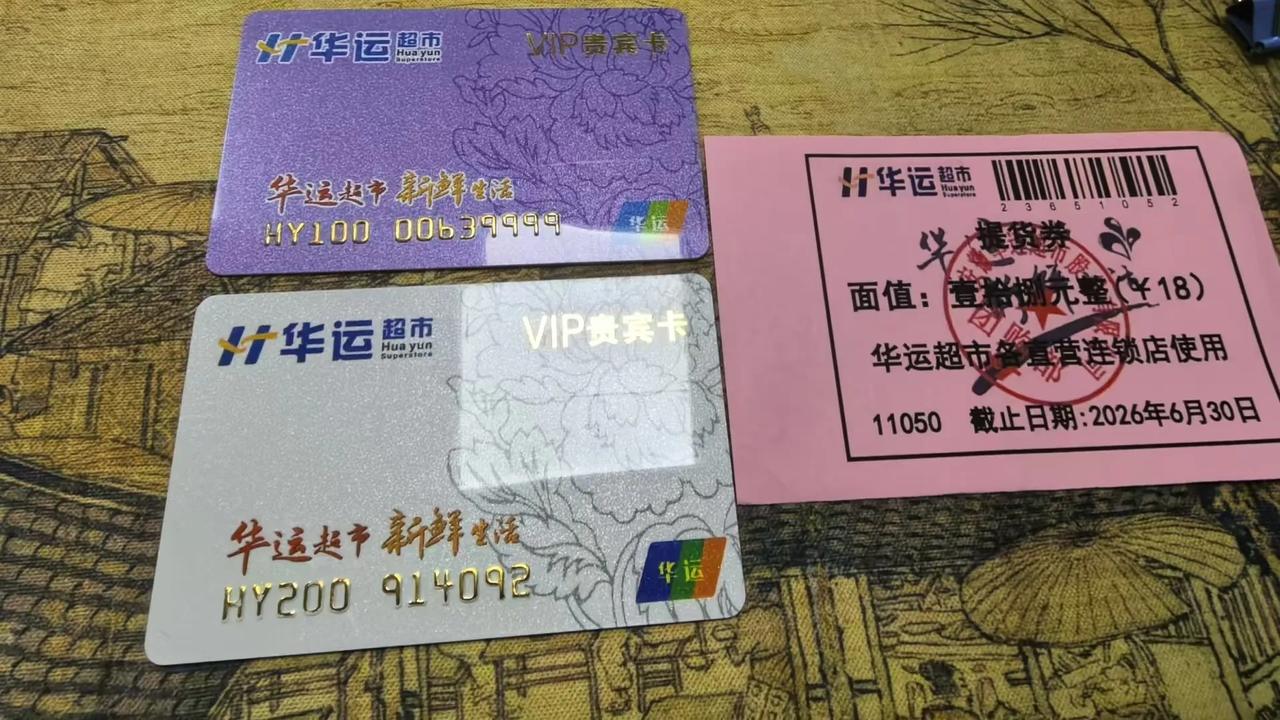 华运超市
Hua yun
Superstore
VIP贵宾卡
华运超市 新鲜生活
HY100 00639999
华运
华运超市
Hua yun
Superstore
VIP贵宾卡
华运超市 新鲜生活
HY200 914092
华运
华运超市
Hua yun
Superstore
23651052
提货券
面值：壹拾捌元整(￥18)
华运超市各直营连锁店使用
11050 截止日期:2026年6月30日